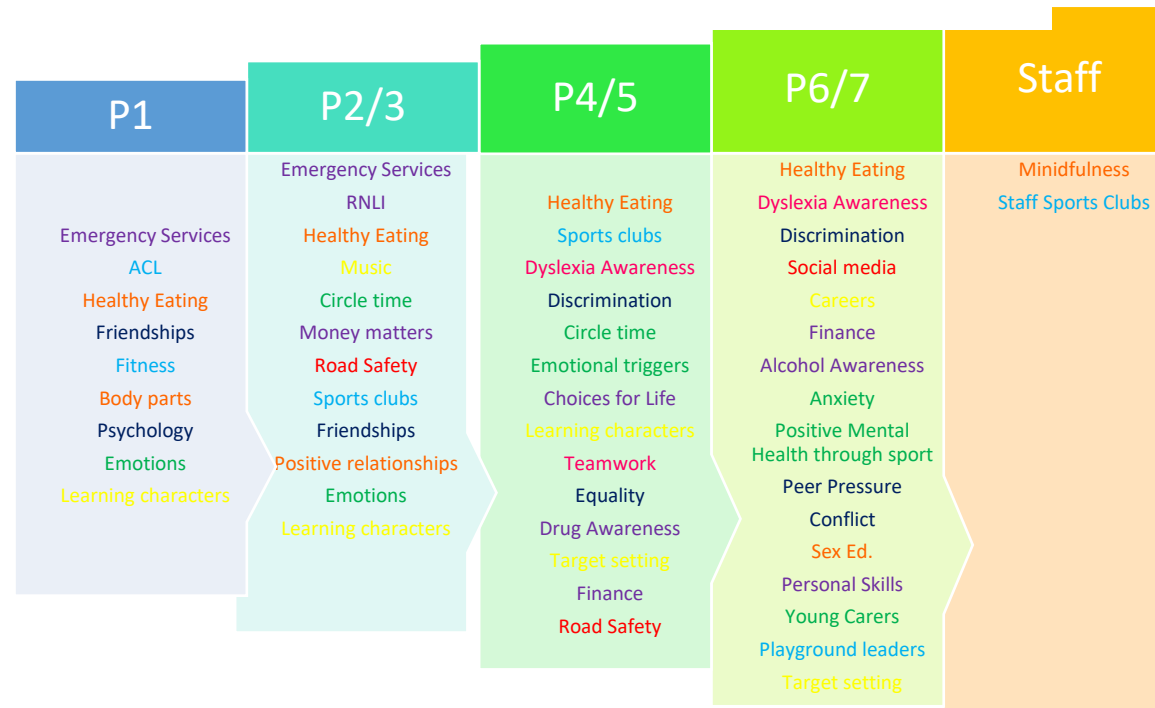 P1
Emergency Services
ACL
Healthy Eating
Friendships
Fitness
Body parts
Psychology
Emotions
Learning characters
P2/3
Emergency Services
RNLI
Healthy Eating
Music
Circle time
Money matters
Road Safety
Sports clubs
Friendships
Positive relationships
Emotions
Learning characters
P4/5
Healthy Eating
Sports clubs
Dyslexia Awareness
Discrimination
Circle time
Emotional triggers
Choices for Life
Learning characters
Teamwork
Equality
Drug Awareness
Target setting
Finance
Road Safety
P6/7
Healthy Eating
Dyslexia Awareness
Discrimination
Social media
Careers
Finance
Alcohol Awareness
Anxiety
Positive Mental
Health through sport
Peer Pressure
Conflict
Sex Ed.
Personal Skills
Young Carers
Playground leaders
Target setting
Staff
Minidfulness
Staff Sports Clubs